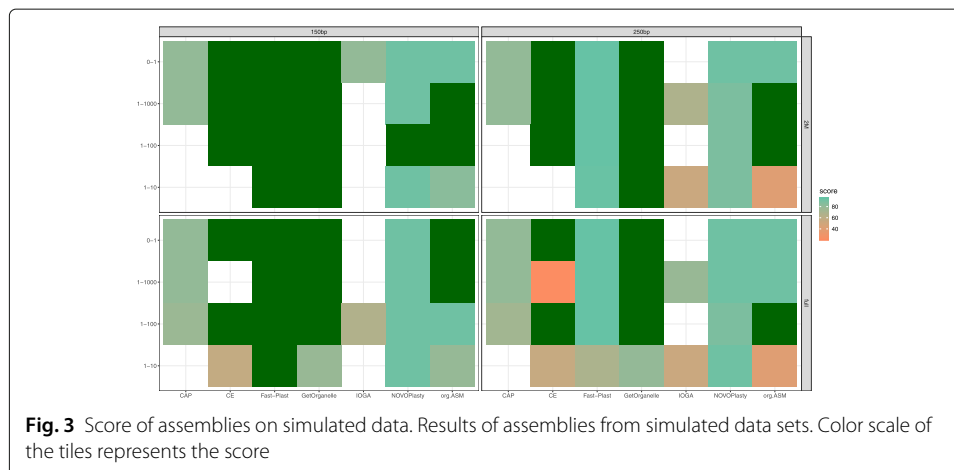 150bp
250bp
0-1
1-1000
1-100
1-10
2M
0-1
1-1000
1-100
1-10
full
score
80
60
40
CAP
CE
Fast-Plast
GetOrganelle
IOGA
NOVOPlasty
org.ASM
CAP
CE
Fast-Plast
GetOrganelle
IOGA
NOVOPlasty
org.ASM
Fig. 3 Score of assemblies on simulated data. Results of assemblies from simulated data sets. Color scale of
the tiles represents the score